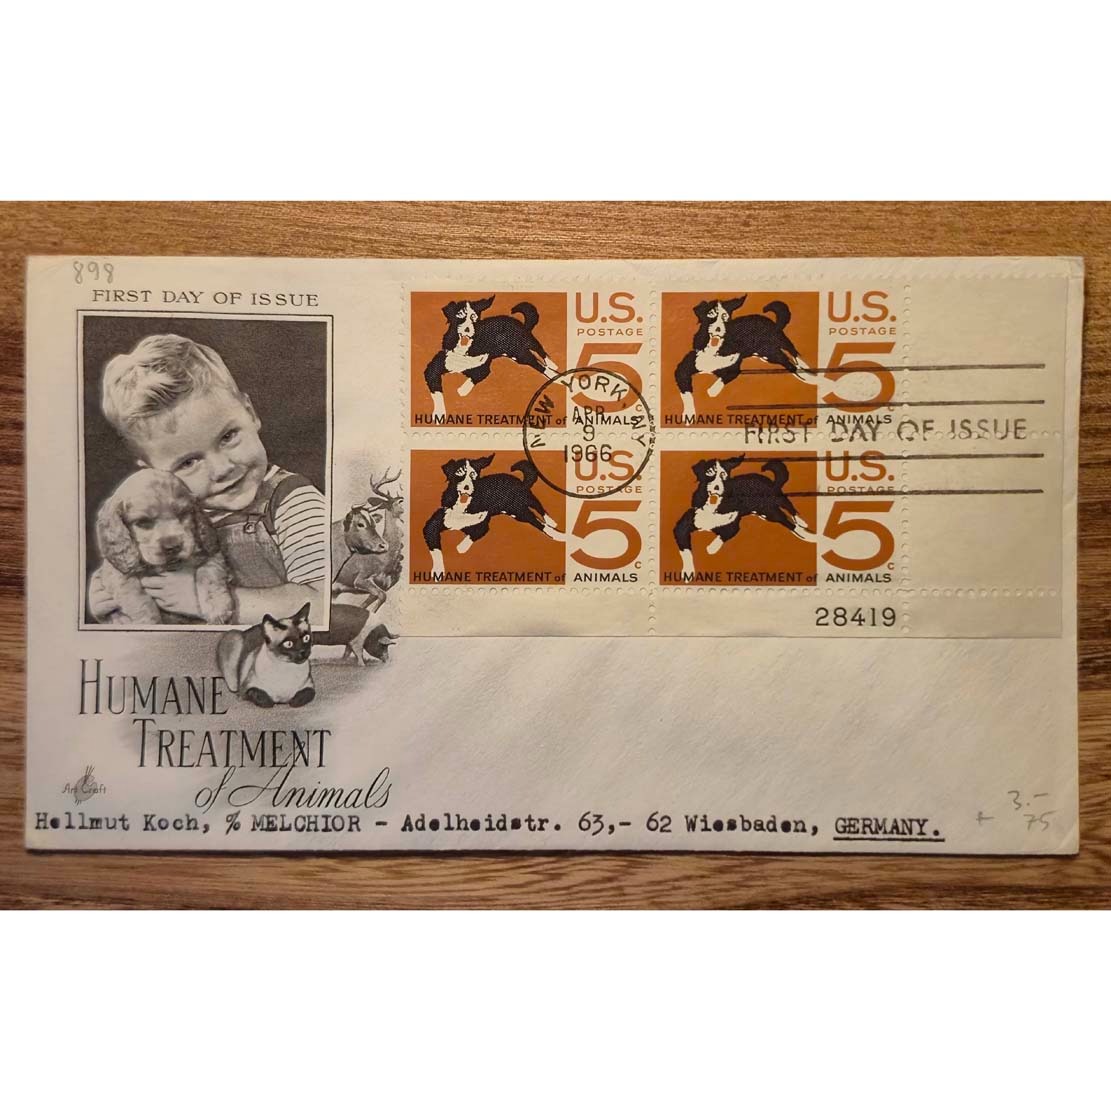 898
FIRST DAY OF ISSUE
U.S.
POSTAGE
5c
HUMANE TREATMENT of ANIMALS
U.S.
POSTAGE
5c
HUMANE TREATMENT of ANIMALS
NEW YORK, NY
APR
9
1966
FIRST DAY OF ISSUE
U.S.
POSTAGE
5c
HUMANE TREATMENT of ANIMALS
U.S.
POSTAGE
5c
HUMANE TREATMENT of ANIMALS
28419
HUMANE
TREATMENT
of Animals
Art Craft
Hellmut Koch, % MELCHIOR - Adelheidstr. 63,- 62 Wiesbaden, GERMANY.
3.-
+ 75